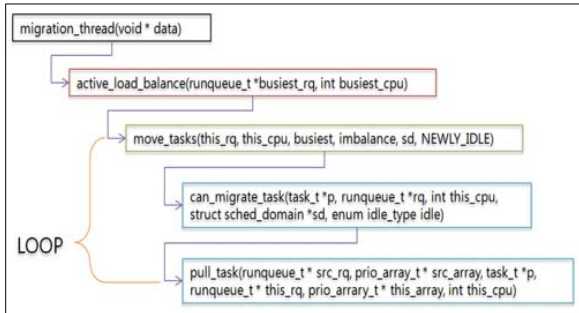 migration_thread(void * data)
active_load_balance(runqueue_t *busiest_rq, int busiest_cpu)
move_tasks(this_rq, this_cpu, busiest, imbalance, sd, NEWLY_IDLE)
can_migrate_task(task_t *p, runqueue_t *rq, int this_cpu,
struct sched_domain *sd, enum idle_type idle)
LOOP
pull_task(runqueue_t * src_rq, prio_array_t * src_array, task_t *p,
runqueue_t * this_rq, prio_arrary_t * this_array, int this_cpu)